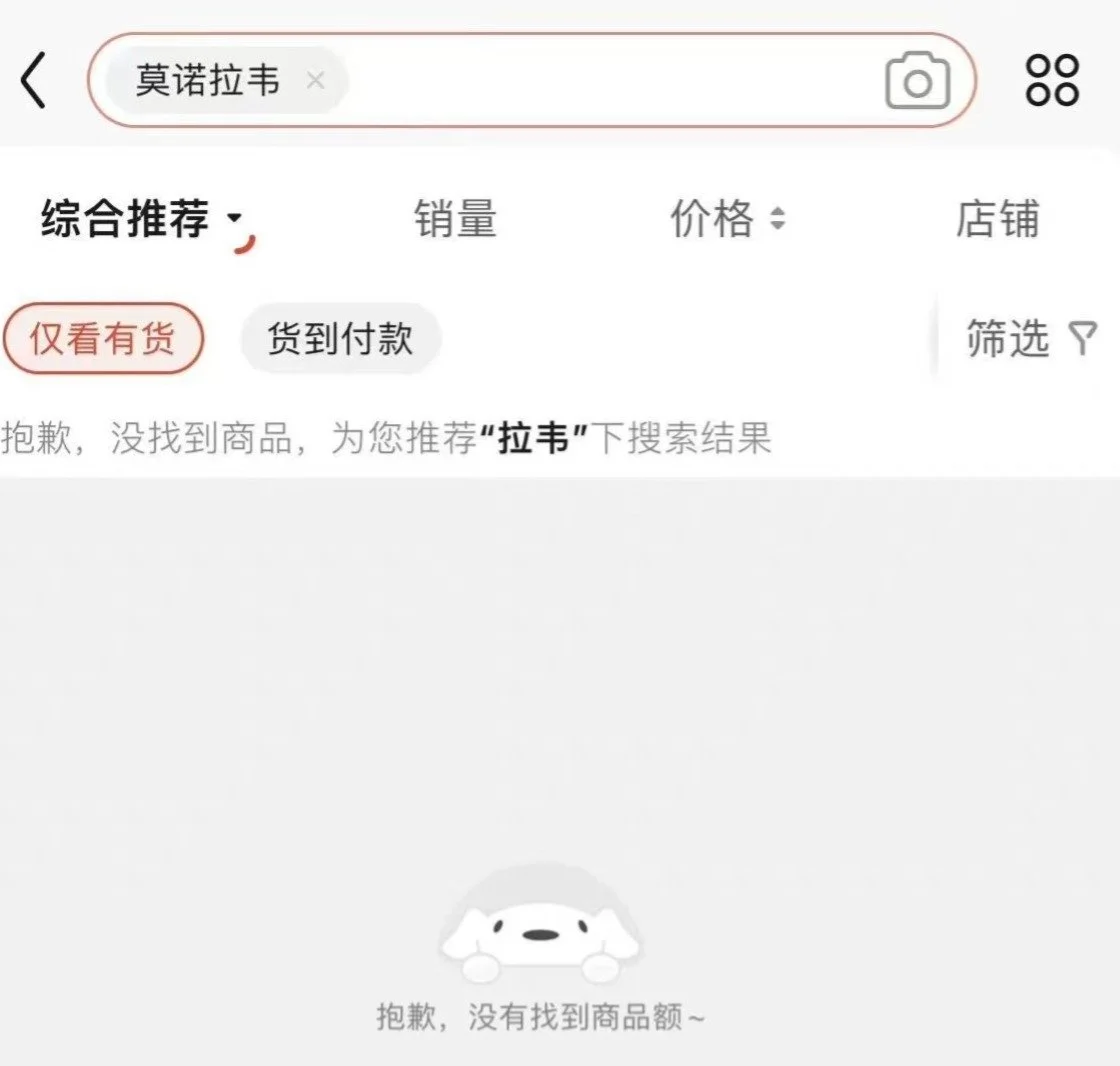 莫诺拉韦 ×
综合推荐 销量 价格 店铺
仅看有货 货到付款 筛选
抱歉，没找到商品，为您推荐“拉韦”下搜索结果
抱歉，没有找到商品额~